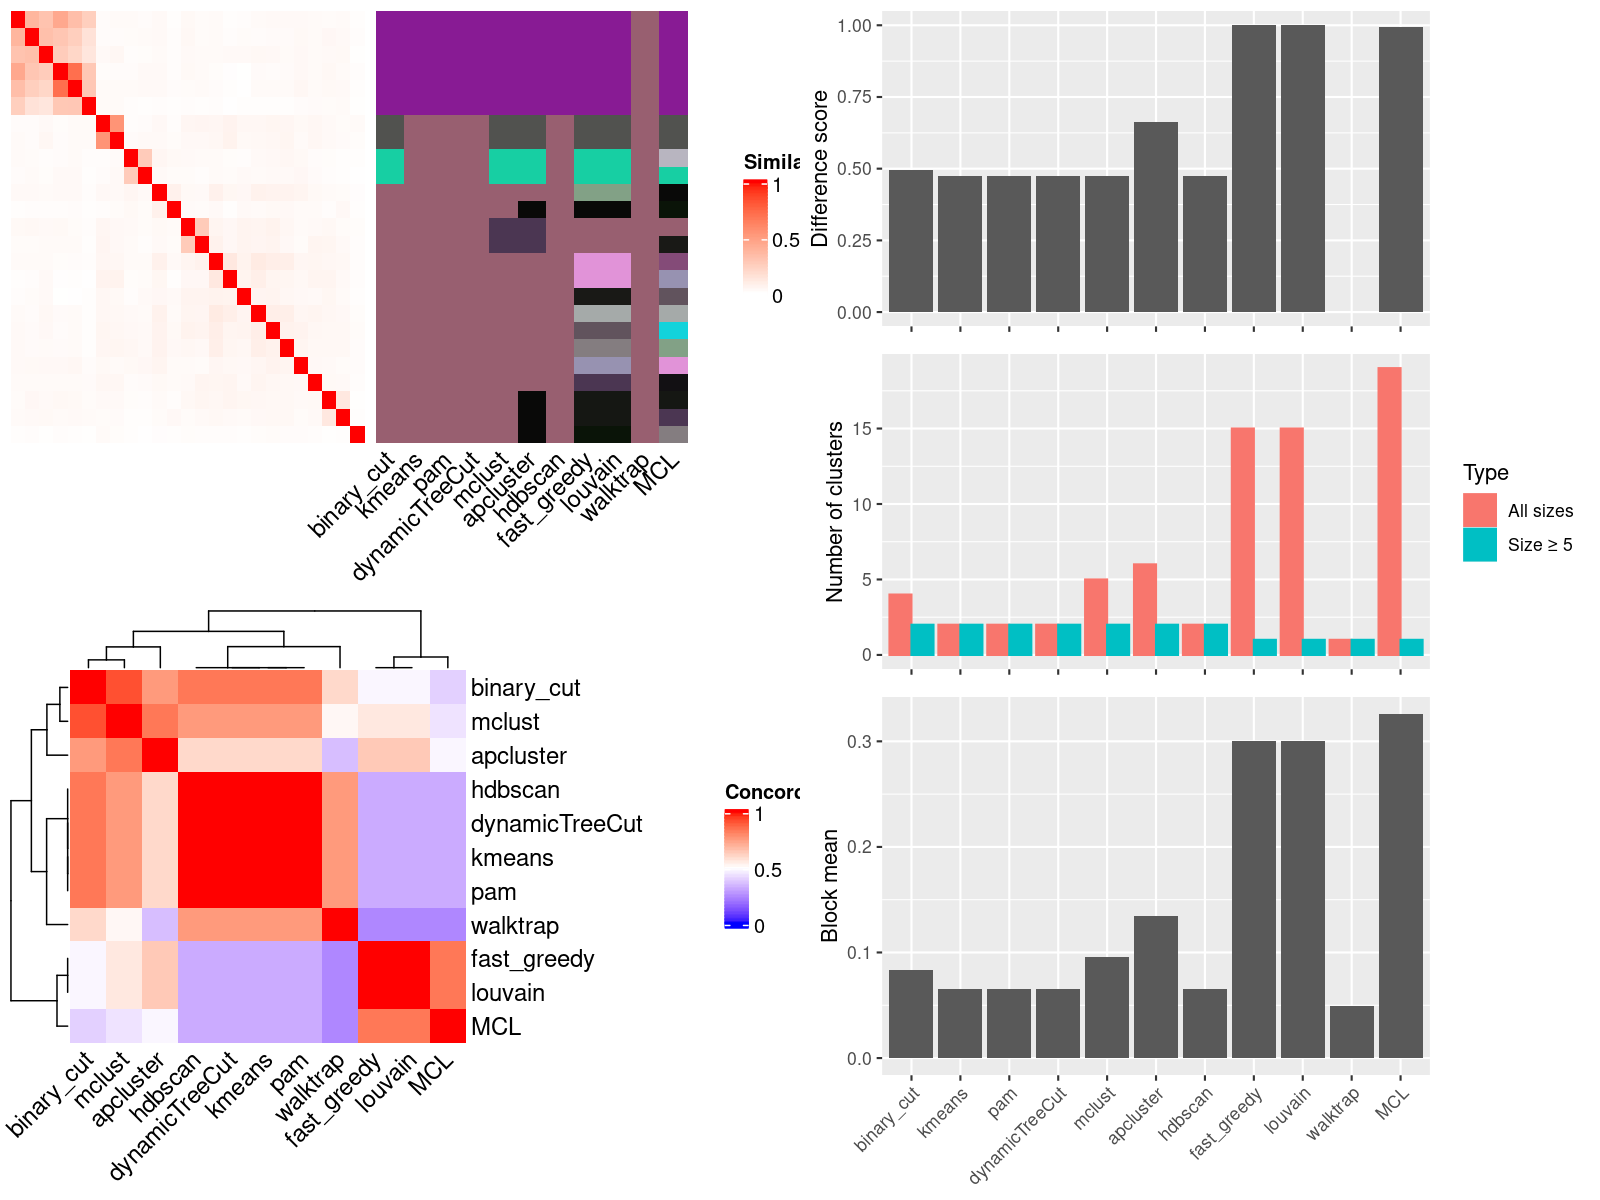 Simila
1
0.5
0
binary_cut
kmeans
pam
dynamicTreeCut
mclust
apcluster
hdbscan
fast_greedy
louvain
walktrap
MCL
binary_cut
mclust
apcluster
hdbscan
dynamicTreeCut
kmeans
pam
walktrap
fast_greedy
louvain
MCL
Concord
1
0.5
0
binary_cut
mclust
apcluster
hdbscan
dynamicTreeCut
kmeans
pam
walktrap
fast_greedy
louvain
MCL
Difference score
1.00
0.75
0.50
0.25
0.00
Number of clusters
15
10
5
0
Type
All sizes
Size ≥ 5
Block mean
0.3
0.2
0.1
0.0
binary_cut
kmeans
pam
dynamicTreeCut
mclust
apcluster
hdbscan
fast_greedy
louvain
walktrap
MCL